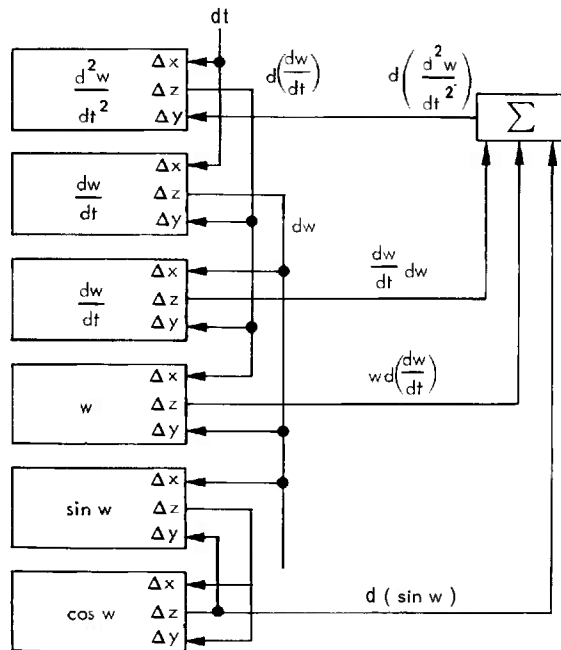 dt
d²w
dt²
Δx
Δz
Δy
d(dw/dt)
d(d²w/dt²)
Σ
dw
dt
Δx
Δz
Δy
dw
dw
dt
Δx
Δz
Δy
dw/dt dw
w
Δx
Δz
Δy
wd(dw/dt)
sin w
Δx
Δz
Δy
cos w
Δx
Δz
Δy
d (sin w)